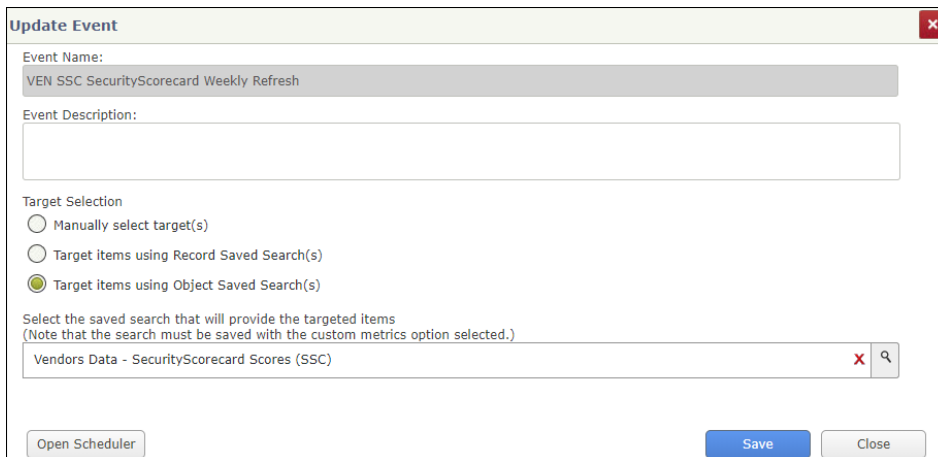 Update Event
Event Name:
VEN SSC SecurityScorecard Weekly Refresh
Event Description:
Target Selection
Manually select target(s)
Target items using Record Saved Search(s)
Target items using Object Saved Search(s)
Select the saved search that will provide the targeted items
(Note that the search must be saved with the custom metrics option selected.)
Vendors Data - SecurityScorecard Scores (SSC)
Open Scheduler
Save
Close